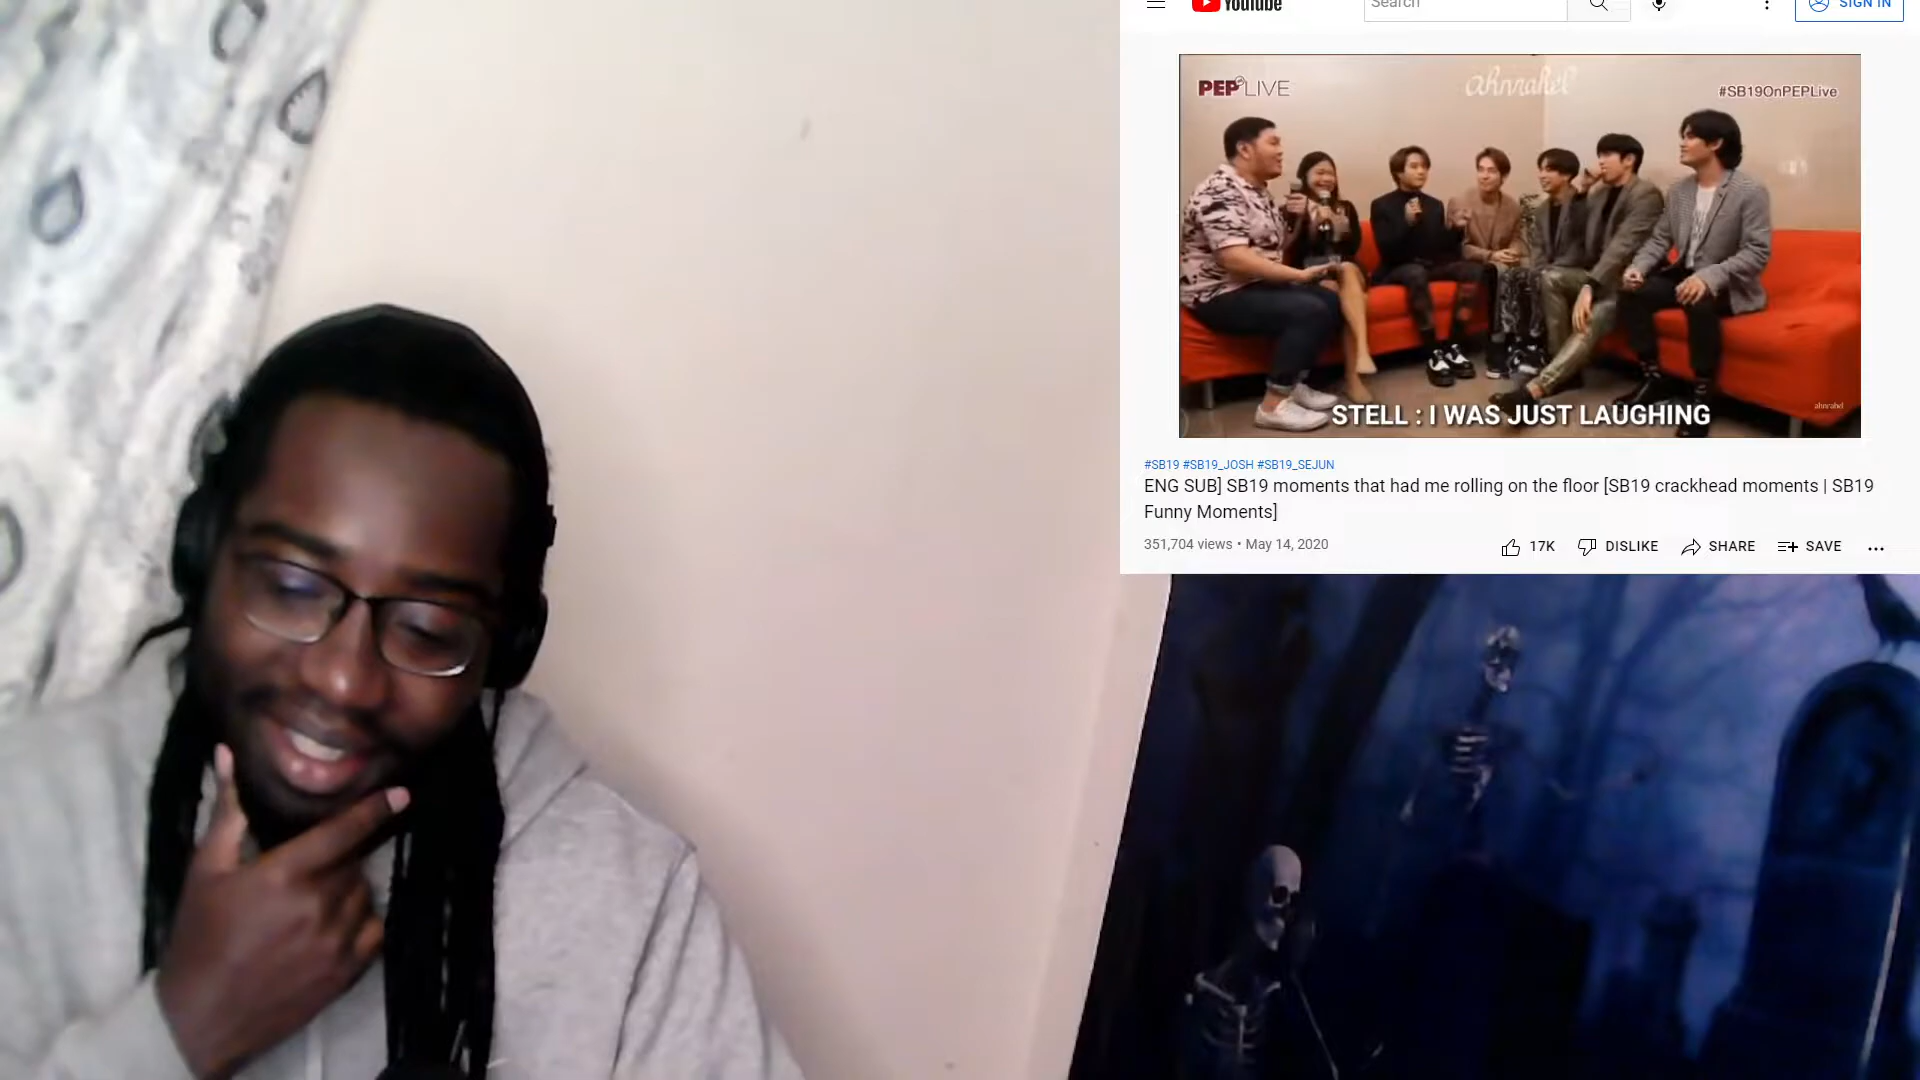 YouTube
Search
SIGN IN
PEP LIVE
ahnrahel
#SB19OnPEPLive
ahnrahel
STELL : I WAS JUST LAUGHING
#SB19 #SB19_JOSH #SB19_SEJUN
ENG SUB] SB19 moments that had me rolling on the floor [SB19 crackhead moments | SB19
Funny Moments]
351,704 views • May 14, 2020
17K DISLIKE SHARE SAVE